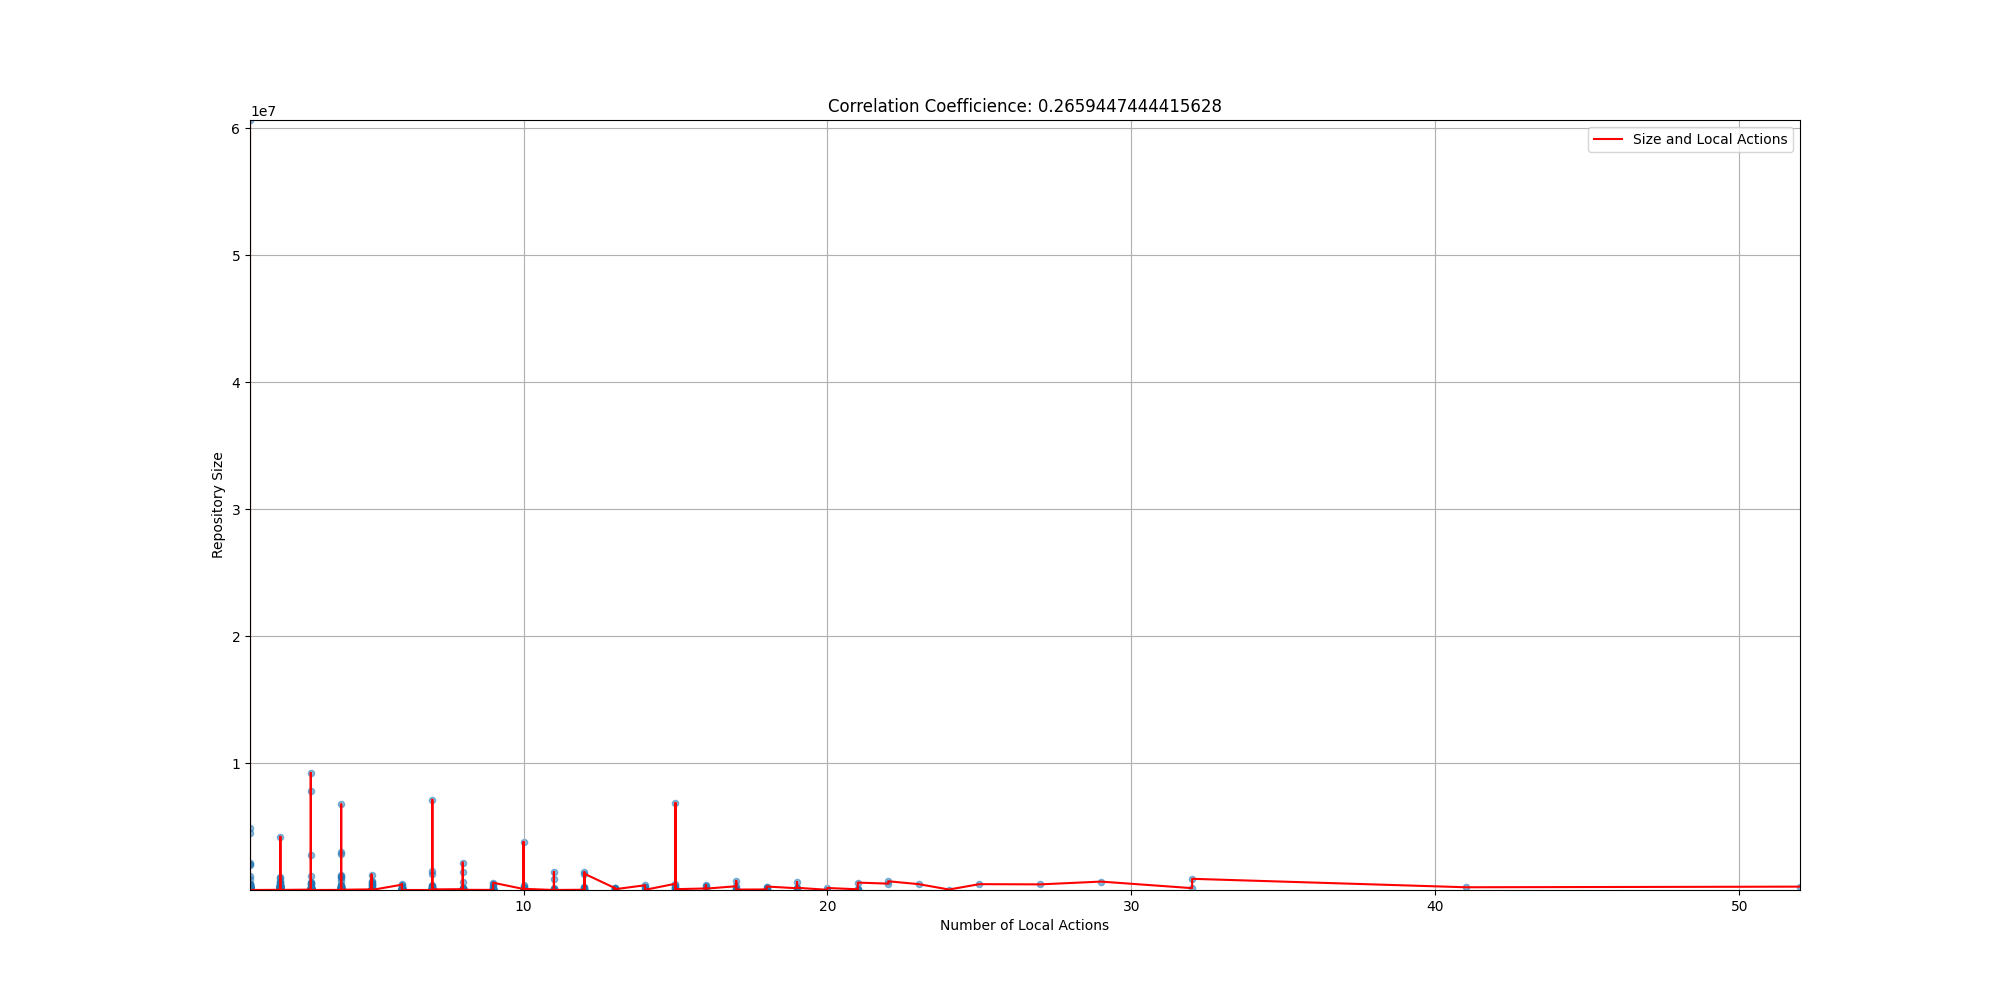 Correlation Coefficience: 0.2659447444415628
1e7
6
5
4
3
2
1
Repository Size
Size and Local Actions
10 20 30 40 50
Number of Local Actions